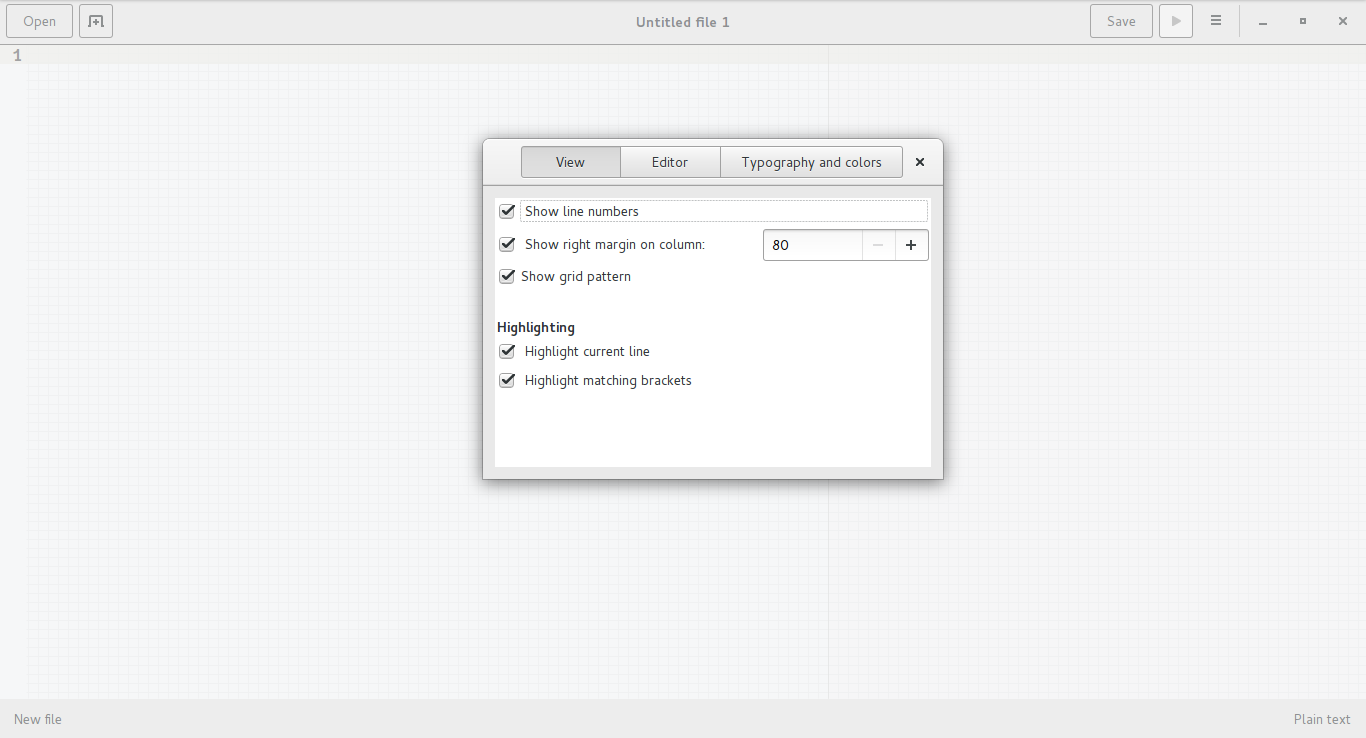 Open Untitled file 1 Save
1
View Editor Typography and colors
Show line numbers
Show right margin on column: 80
Show grid pattern
Highlighting
Highlight current line
Highlight matching brackets
New file Plain text